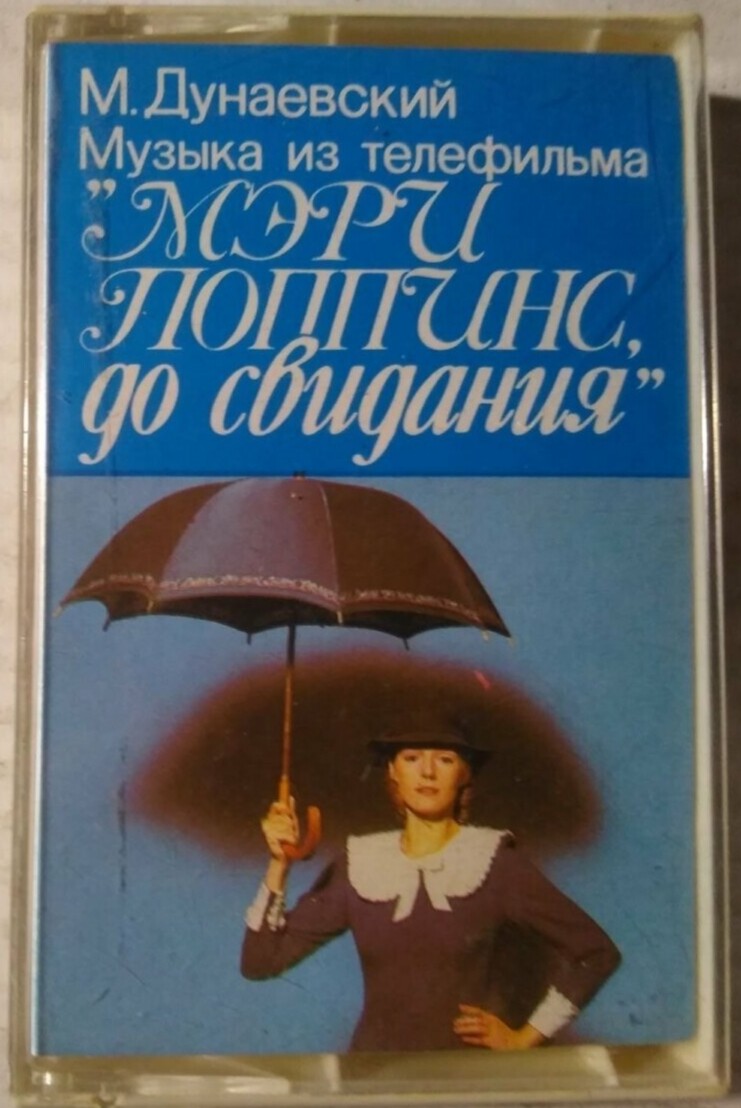 М. Дунаевский
Музыка из телефильма
"МЭРИ
ПОППИНС,
до свидания"